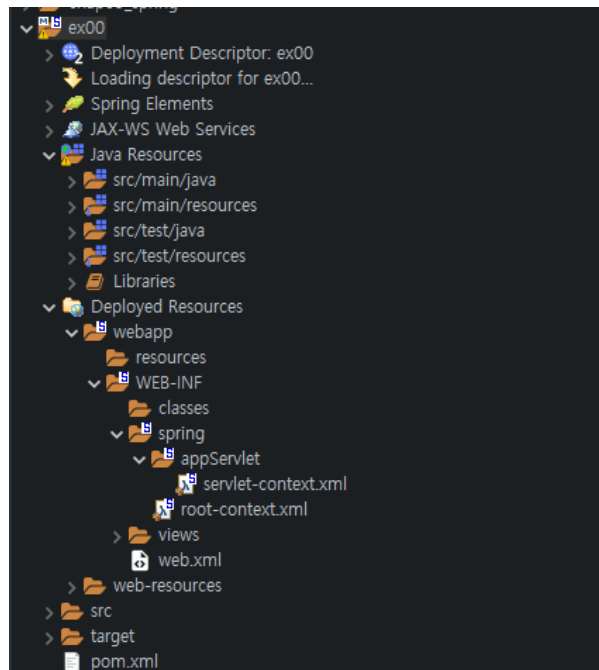 ex00
Deployment Descriptor: ex00
Loading descriptor for ex00...
Spring Elements
JAX-WS Web Services
Java Resources
src/main/java
src/main/resources
src/test/java
src/test/resources
Libraries
Deployed Resources
webapp
resources
WEB-INF
classes
spring
appServlet
servlet-context.xml
root-context.xml
views
web.xml
web-resources
src
target
pom.xml